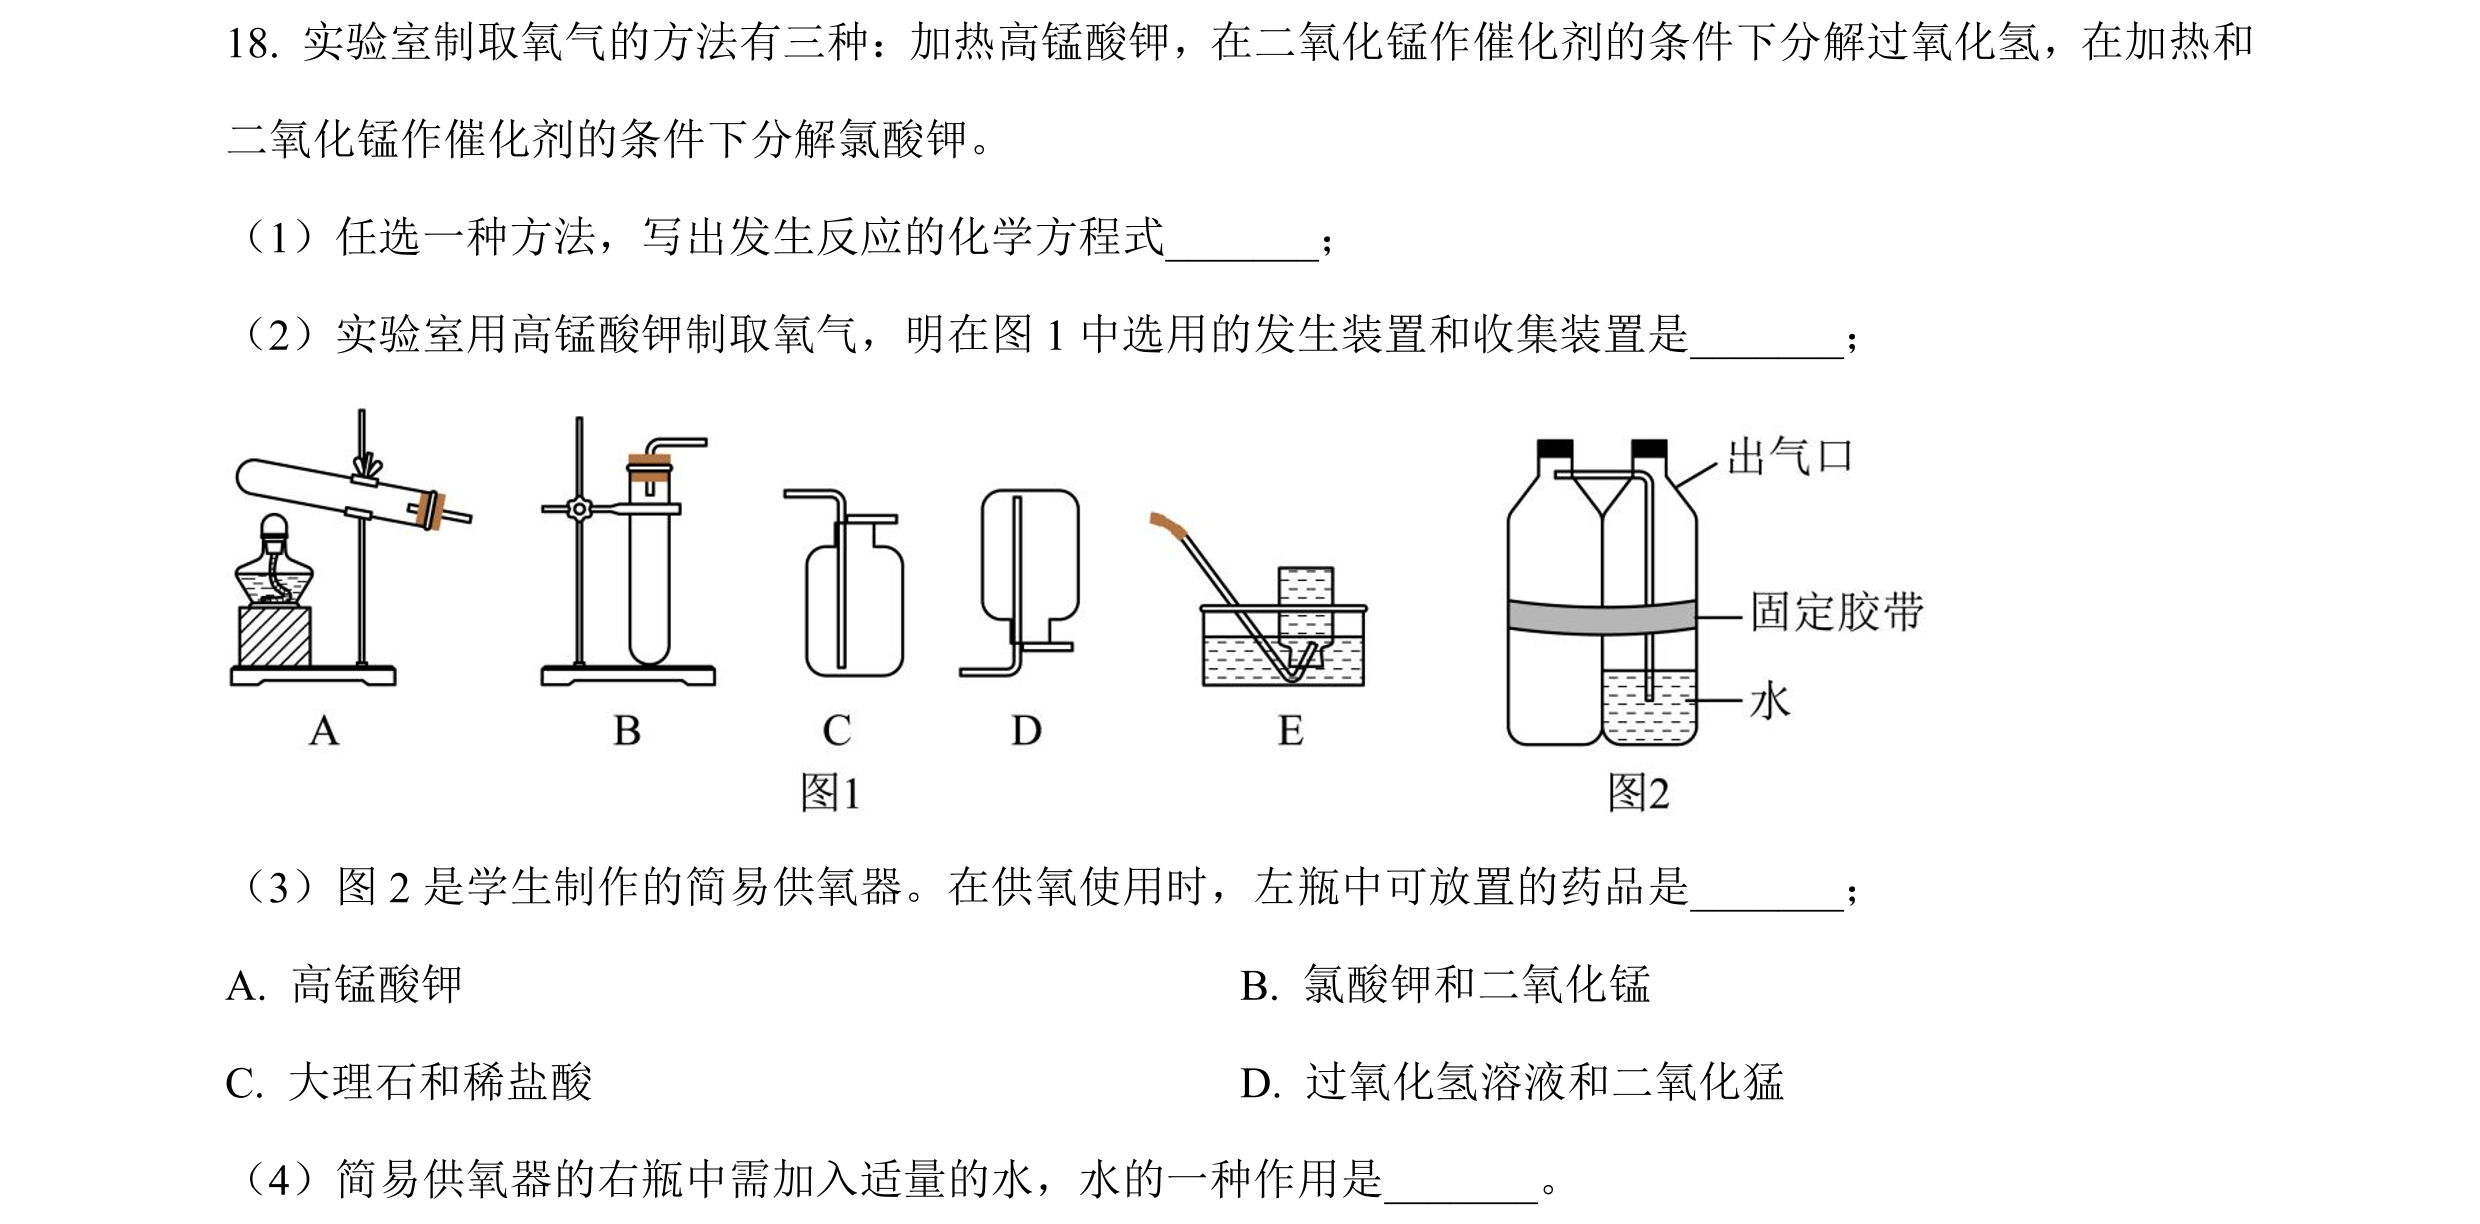 18. 实验室制取氧气的方法有三种：加热高锰酸钾，在二氧化锰作催化剂的条件下分解过氧化氢，在加热和
二氧化锰作催化剂的条件下分解氯酸钾。
（1）任选一种方法，写出发生反应的化学方程式_______；
（2）实验室用高锰酸钾制取氧气，明在图 1 中选用的发生装置和收集装置是_______；
出气口
固定胶带
水
A B C D E
图1 图2
（3）图 2 是学生制作的简易供氧器。在供氧使用时，左瓶中可放置的药品是_______；
A. 高锰酸钾 B. 氯酸钾和二氧化锰
C. 大理石和稀盐酸 D. 过氧化氢溶液和二氧化猛
（4）简易供氧器的右瓶中需加入适量的水，水的一种作用是_______。